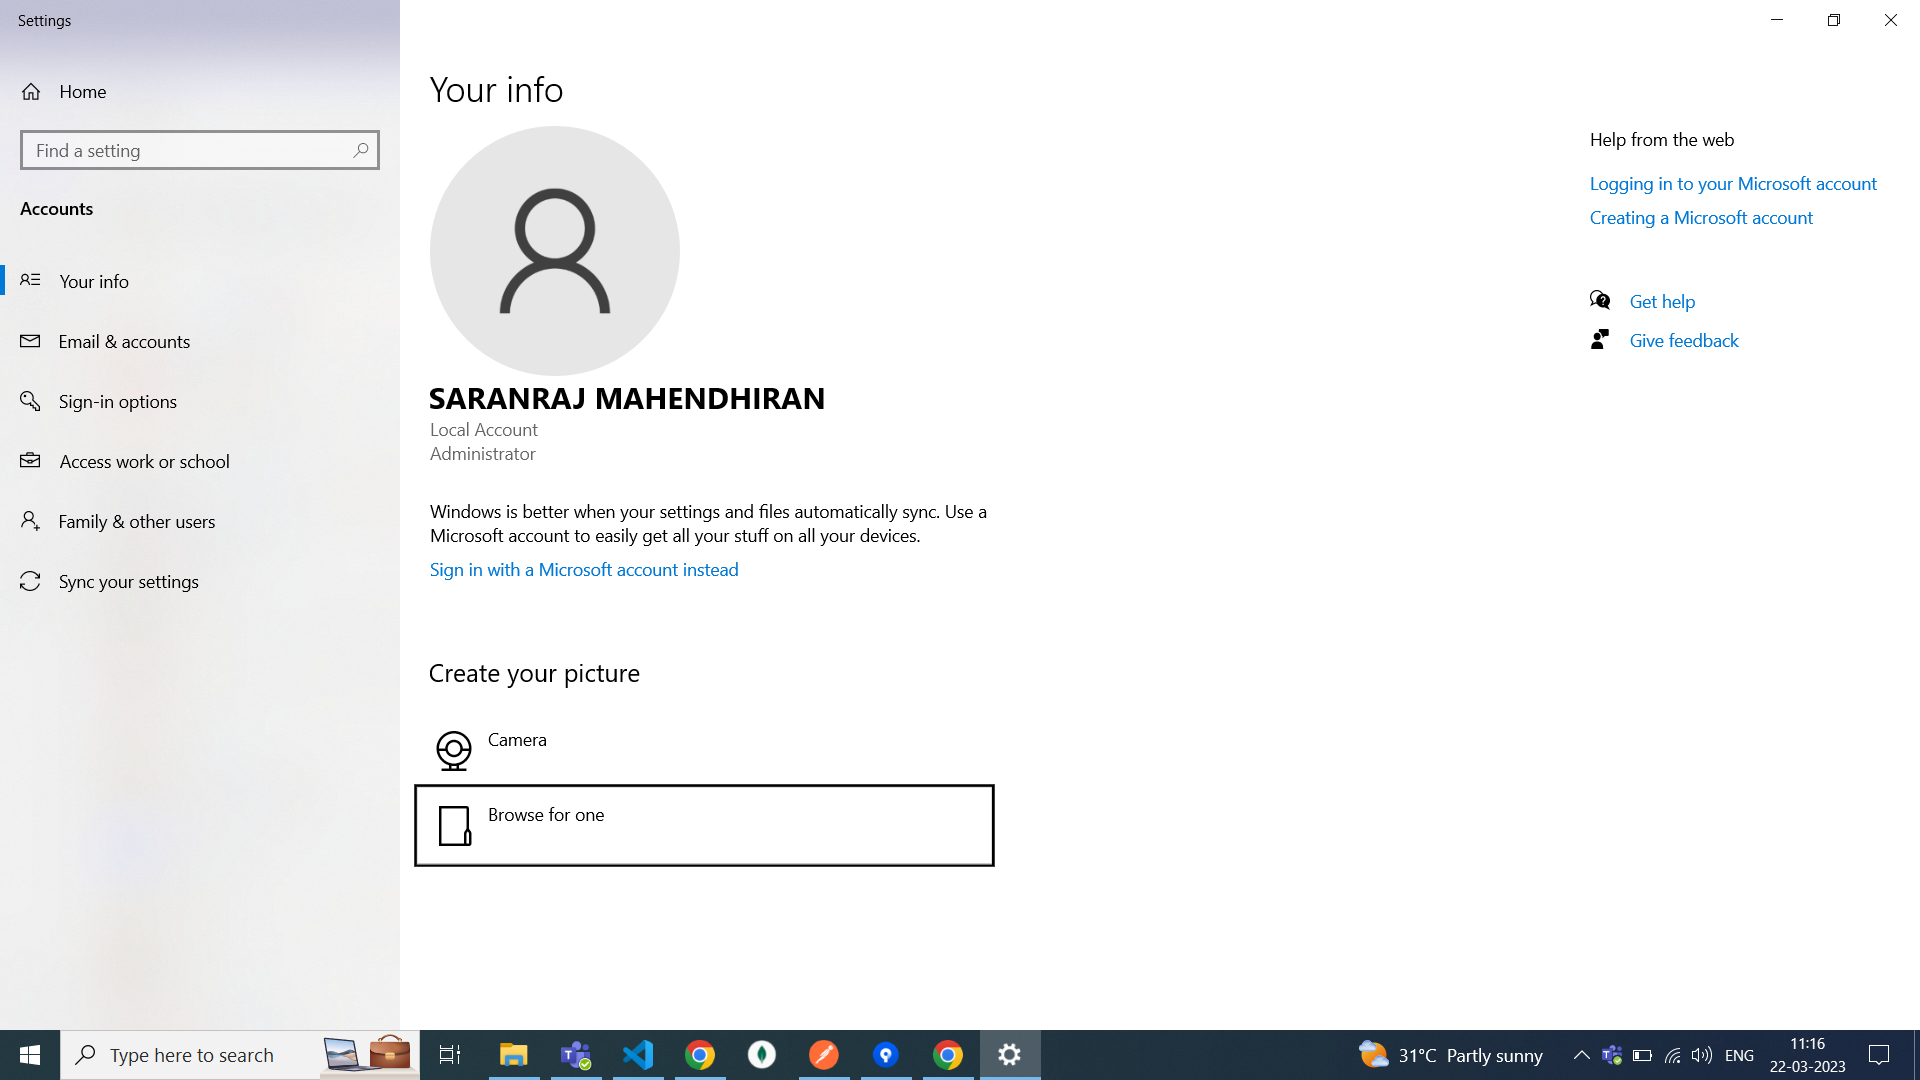 Settings
Home
Find a setting
Accounts
Your info
Email & accounts
Sign-in options
Access work or school
Family & other users
Sync your settings
Your info
SARANRAJ MAHENDHIRAN
Local Account
Administrator
Windows is better when your settings and files automatically sync. Use a
Microsoft account to easily get all your stuff on all your devices.
Sign in with a Microsoft account instead
Create your picture
Camera
Browse for one
Help from the web
Logging in to your Microsoft account
Creating a Microsoft account
Get help
Give feedback
Type here to search
31°C Partly sunny
ENG
11:16
22-03-2023